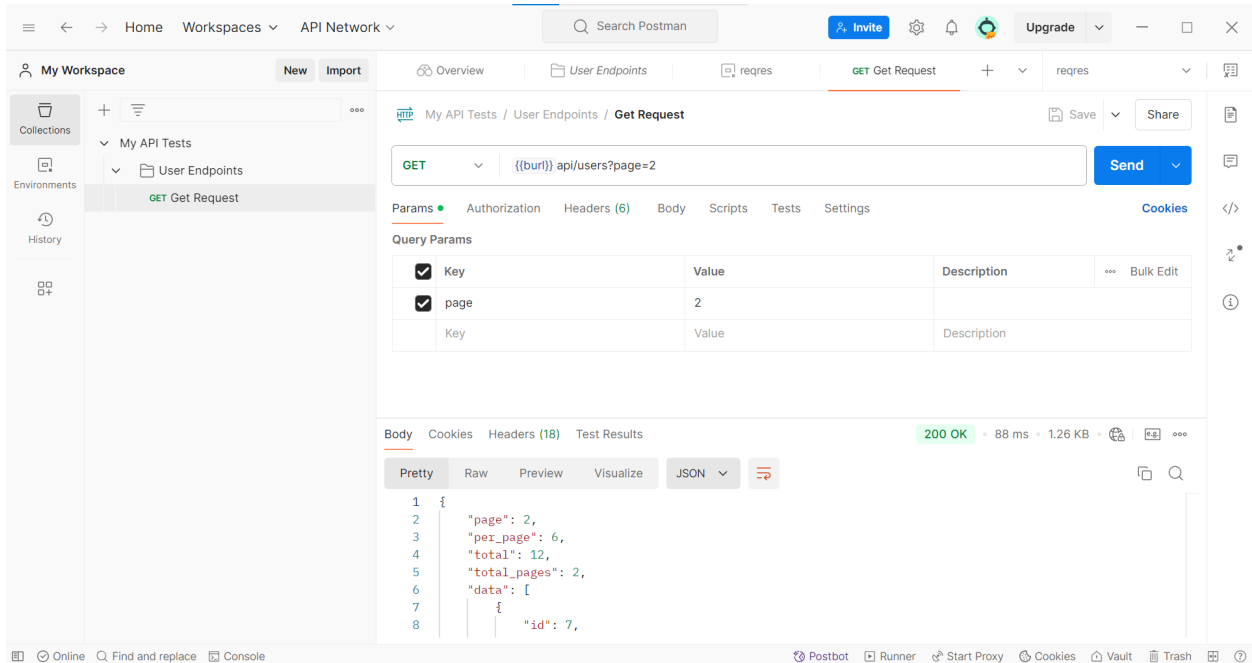 Home Workspaces API Network Search Postman Invite Upgrade
My Workspace New Import Overview User Endpoints reqres GET Get Request reqres
Collections
Environments
History
My API Tests
User Endpoints
GET Get Request
HTTP My API Tests / User Endpoints / Get Request Save Share
GET {{burl}} api/users?page=2 Send
Params Authorization Headers (6) Body Scripts Tests Settings Cookies
Query Params
Key Value Description Bulk Edit
page 2
Key Value Description
Body Cookies Headers (18) Test Results 200 OK 88 ms 1.26 KB e.g.
Pretty Raw Preview Visualize JSON
1 {
2 "page": 2,
3 "per_page": 6,
4 "total": 12,
5 "total_pages": 2,
6 "data": [
7 {
8 "id": 7,
Online Find and replace Console Postbot Runner Start Proxy Cookies Vault Trash